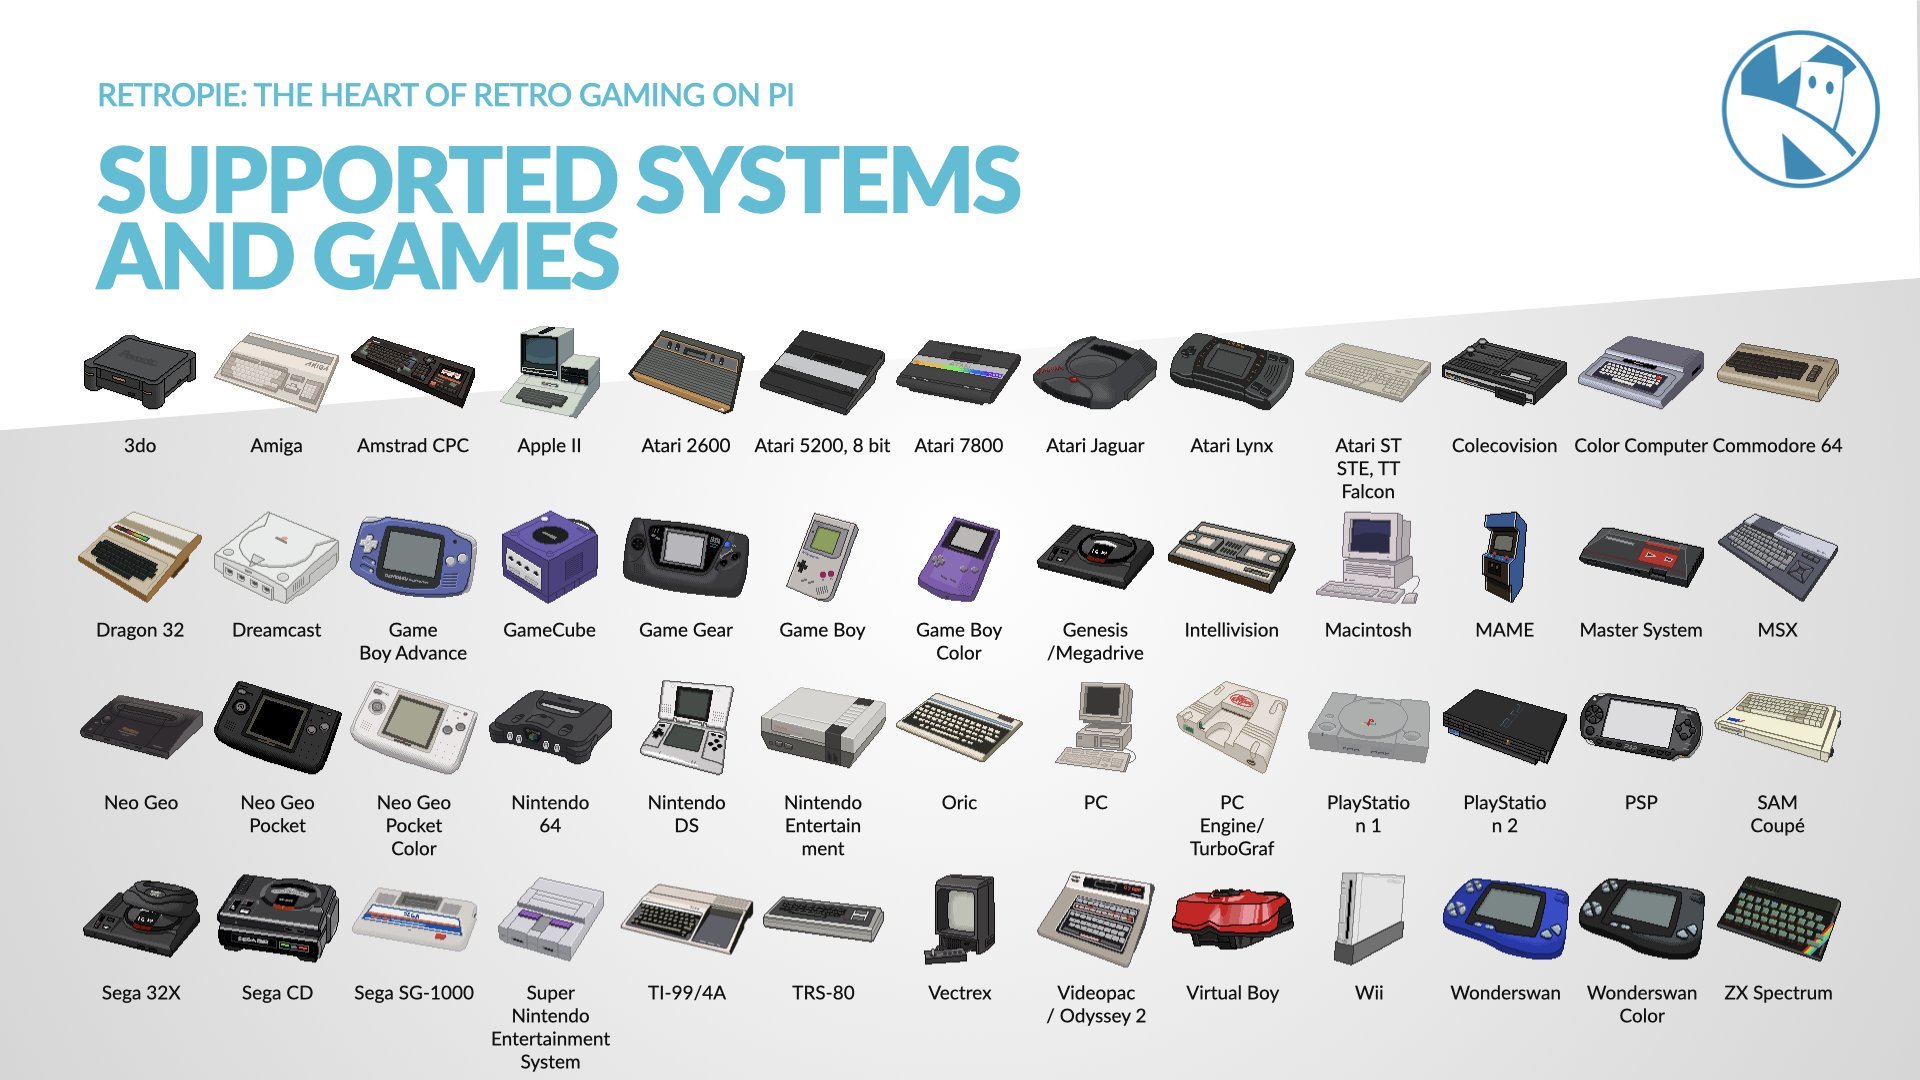 RETROPIE: THE HEART OF RETRO GAMING ON PI
SUPPORTED SYSTEMS
AND GAMES
3do
Amiga
Amstrad CPC
Apple II
Atari 2600
Atari 5200, 8 bit
Atari 7800
Atari Jaguar
Atari Lynx
Atari ST
STE, TT
Falcon
Colecovision
Color Computer
Commodore 64
Dragon 32
Dreamcast
Game
Boy Advance
GameCube
Game Gear
Game Boy
Game Boy
Color
Genesis
/Megadrive
Intellivision
Macintosh
MAME
Master System
MSX
Neo Geo
Neo Geo
Pocket
Neo Geo
Pocket
Color
Nintendo
64
Nintendo
DS
Nintendo
Entertain
ment
Oric
PC
PC
Engine/
TurboGraf
PlayStatio
n 1
PlayStatio
n 2
PSP
SAM
Coupé
Sega 32X
Sega CD
Sega SG-1000
Super
Nintendo
Entertainment
System
TI-99/4A
TRS-80
Vectrex
Videopac
/ Odyssey 2
Virtual Boy
Wii
Wonderswan
Wonderswan
Color
ZX Spectrum